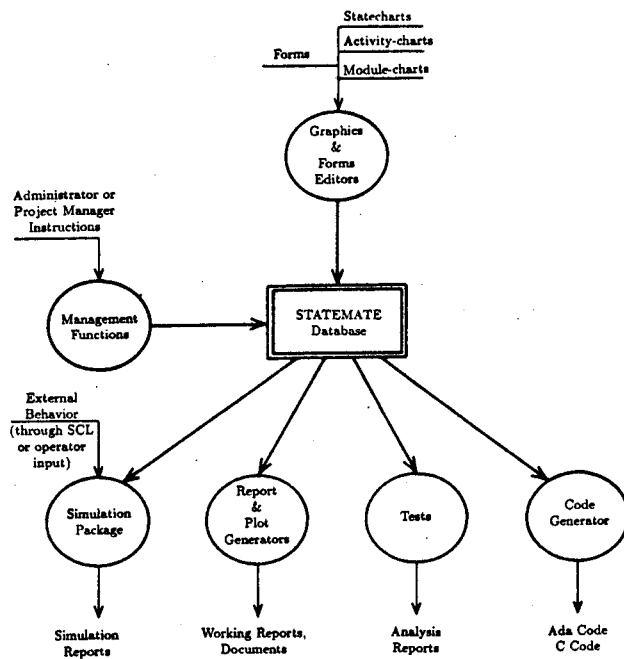 Statecharts
Activity-charts
Forms
Module-charts
Graphics
&
Forms
Editors
Administrator or
Project Manager
Instructions
Management
Functions
STATEMATE
Database
External
Behavior
(through SCL
or operator
input)
Simulation
Package
Report
&
Plot
Generators
Tests
Code
Generator
Simulation
Reports
Working Reports,
Documents
Analysis
Reports
Ada Code
C Code